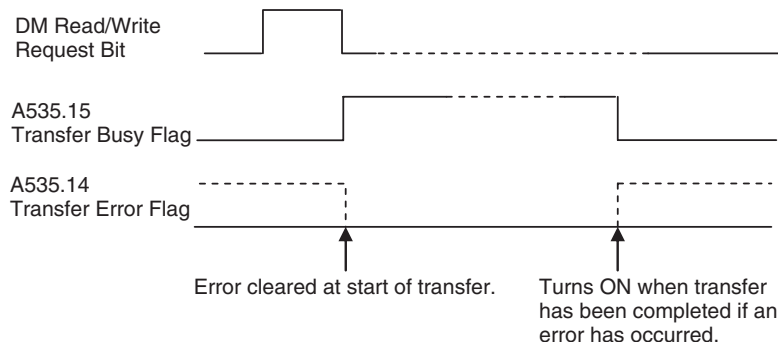 DM Read/Write
Request Bit
A535.15
Transfer Busy Flag
A535.14
Transfer Error Flag
Error cleared at start of transfer.
Turns ON when transfer
has been completed if an
error has occurred.